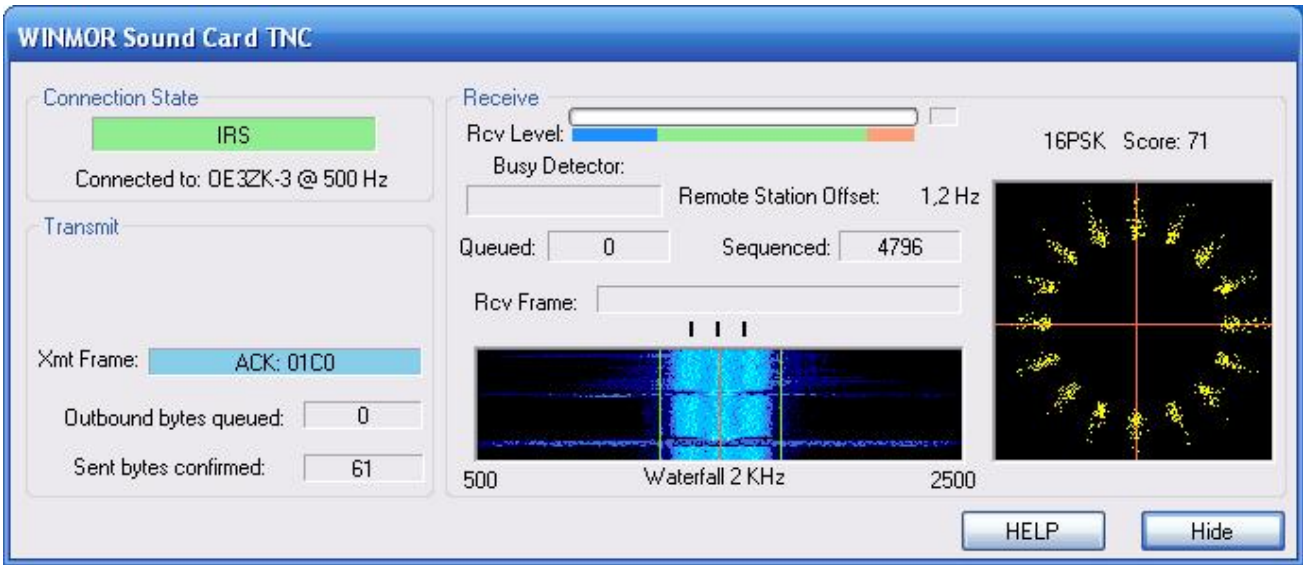 WINMOR Sound Card TNC
Connection State
IRS
Connected to: OE3ZK-3 @ 500 Hz
Transmit
Xmt Frame: ACK: 01C0
Outbound bytes queued: 0
Sent bytes confirmed: 61
Receive
Rcv Level:
Busy Detector:
Remote Station Offset: 1,2 Hz
Queued: 0 Sequenced: 4796
Rcv Frame:
500 Waterfall 2 KHz 2500
16PSK Score: 71
HELP Hide